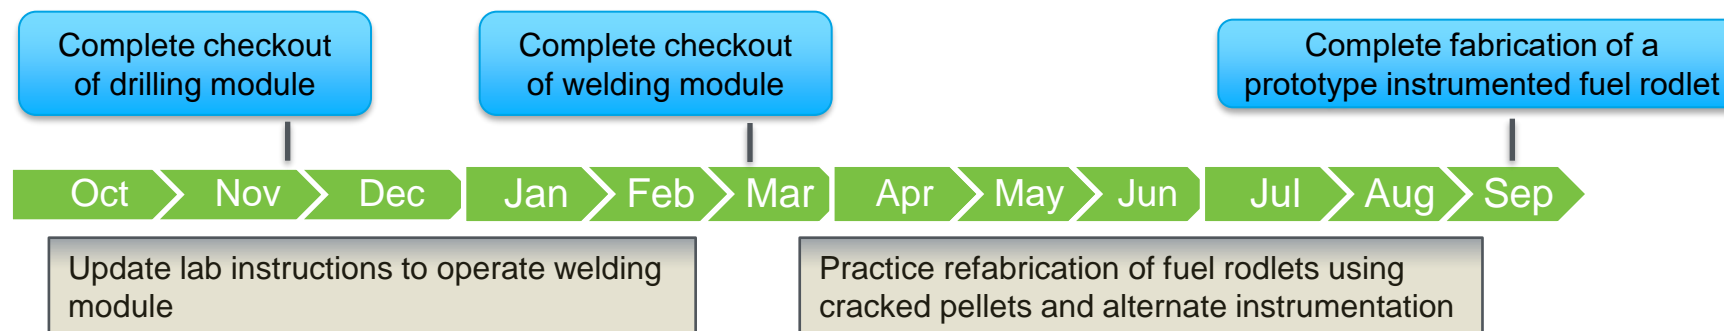 Complete checkout
of drilling module
Complete checkout
of welding module
Complete fabrication of a
prototype instrumented fuel rodlet
Oct Nov Dec Jan Feb Mar Apr May Jun Jul Aug Sep
Update lab instructions to operate welding
module
Practice refabrication of fuel rodlets using
cracked pellets and alternate instrumentation